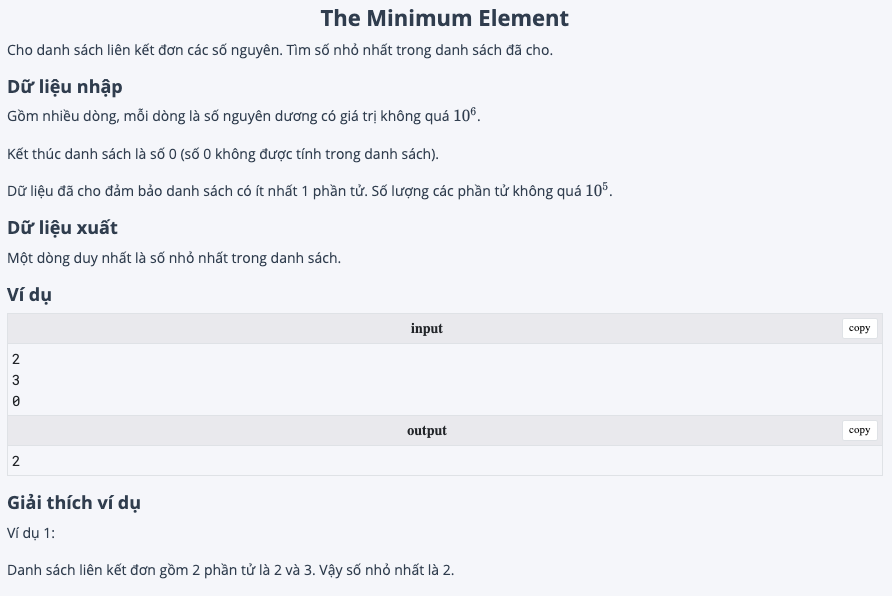 The Minimum Element
Cho danh sách liên kết đơn các số nguyên. Tìm số nhỏ nhất trong danh sách đã cho.
Dữ liệu nhập
Gồm nhiều dòng, mỗi dòng là số nguyên dương có giá trị không quá 10⁶.
Kết thúc danh sách là số 0 (số 0 không được tính trong danh sách).
Dữ liệu đã cho đảm bảo danh sách có ít nhất 1 phần tử. Số lượng các phần tử không quá 10⁵.
Dữ liệu xuất
Một dòng duy nhất là số nhỏ nhất trong danh sách.
Ví dụ
input copy
2
3
0
output copy
2
Giải thích ví dụ
Ví dụ 1:
Danh sách liên kết đơn gồm 2 phần tử là 2 và 3. Vậy số nhỏ nhất là 2.